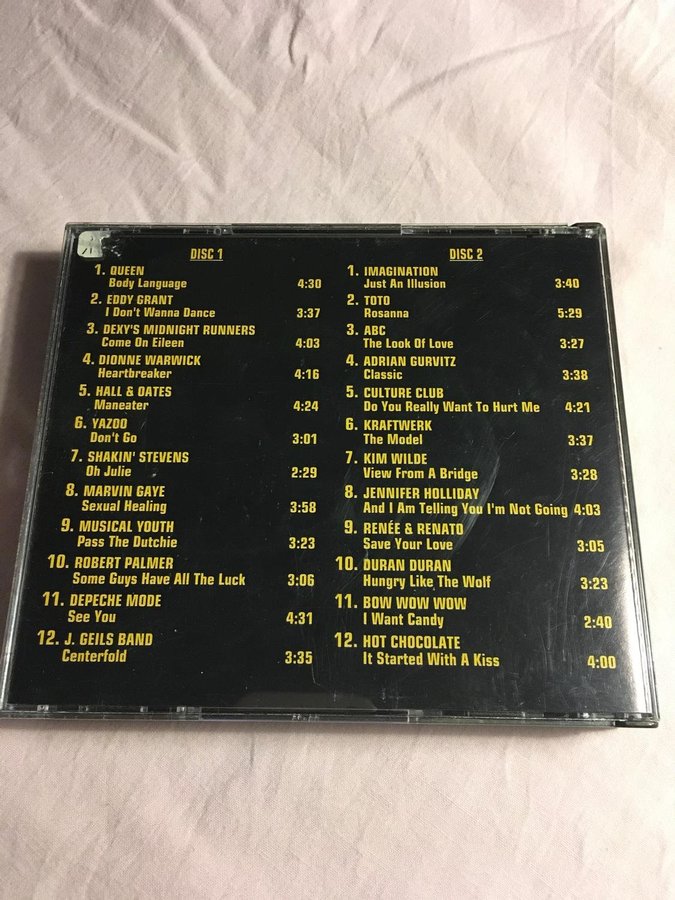 DISC 1
1. QUEEN
Body Language 4:30
2. EDDY GRANT
I Don't Wanna Dance 3:37
3. DEXY'S MIDNIGHT RUNNERS
Come On Eileen 4:03
4. DIONNE WARWICK
Heartbreaker 4:16
5. HALL & OATES
Maneater 4:24
6. YAZOO
Don't Go 3:01
7. SHAKIN' STEVENS
Oh Julie 2:29
8. MARVIN GAYE
Sexual Healing 3:58
9. MUSICAL YOUTH
Pass The Dutchie 3:23
10. ROBERT PALMER
Some Guys Have All The Luck 3:06
11. DEPECHE MODE
See You 4:31
12. J. GEILS BAND
Centerfold 3:35
DISC 2
1. IMAGINATION
Just An Illusion 3:40
2. TOTO
Rosanna 5:29
3. ABC
The Look Of Love 3:27
4. ADRIAN GURVITZ
Classic 3:38
5. CULTURE CLUB
Do You Really Want To Hurt Me 4:21
6. KRAFTWERK
The Model 3:37
7. KIM WILDE
View From A Bridge 3:28
8. JENNIFER HOLLIDAY
And I Am Telling You I'm Not Going 4:03
9. RENÉE & RENATO
Save Your Love 3:05
10. DURAN DURAN
Hungry Like The Wolf 3:23
11. BOW WOW WOW
I Want Candy 2:40
12. HOT CHOCOLATE
It Started With A Kiss 4:00